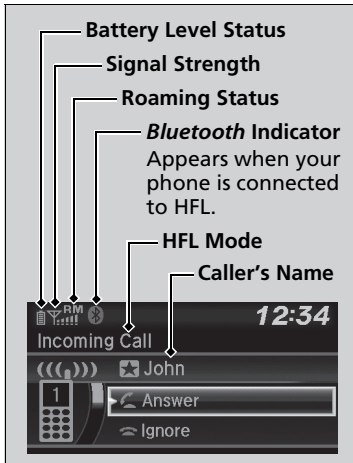 Battery Level Status
Signal Strength
Roaming Status
Bluetooth Indicator
Appears when your
phone is connected
to HFL.
HFL Mode
Caller's Name
RM
12:34
Incoming Call
John
1
Answer
Ignore